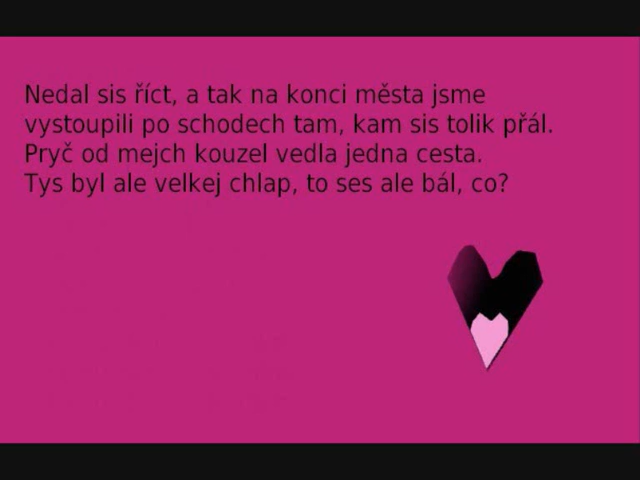 Nedal sis říct, a tak na konci města jsme
vystoupili po schodech tam, kam sis tolik přál.
Pryč od mejch kouzel vedla jedna cesta.
Tys byl ale velkej chlap, to ses ale bál, co?